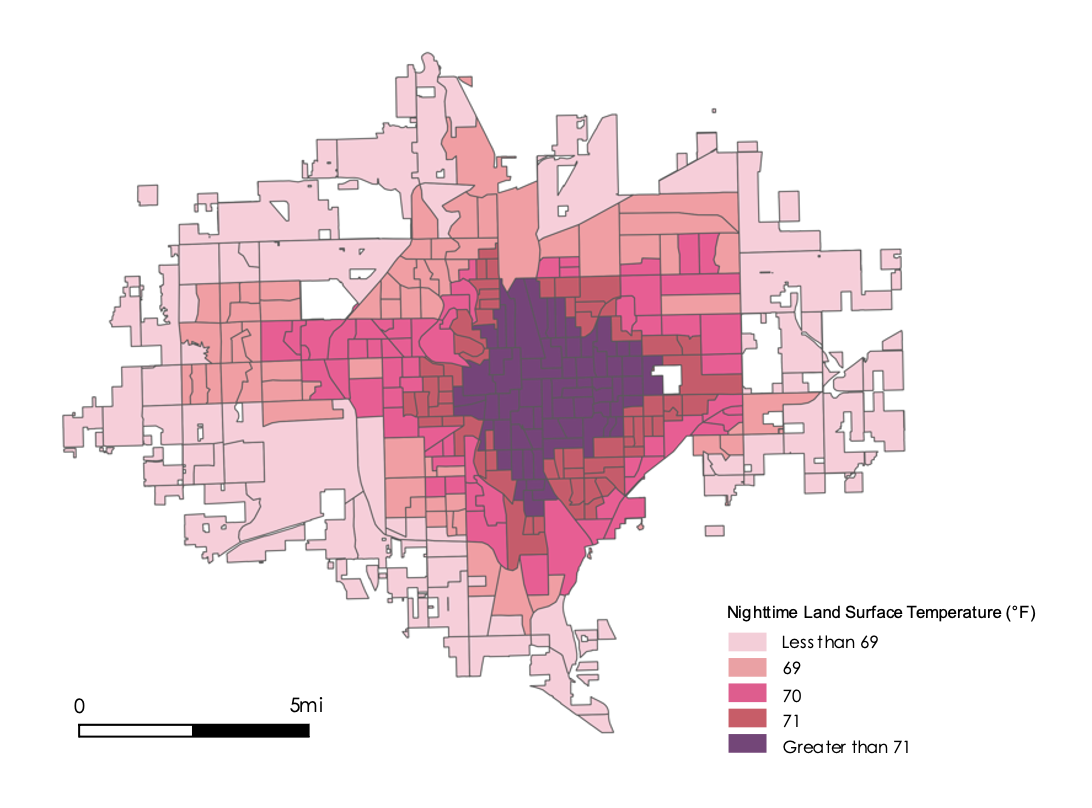 Nighttime Land Surface Temperature (°F)
Less than 69
69
70
71
Greater than 71
0 5mi